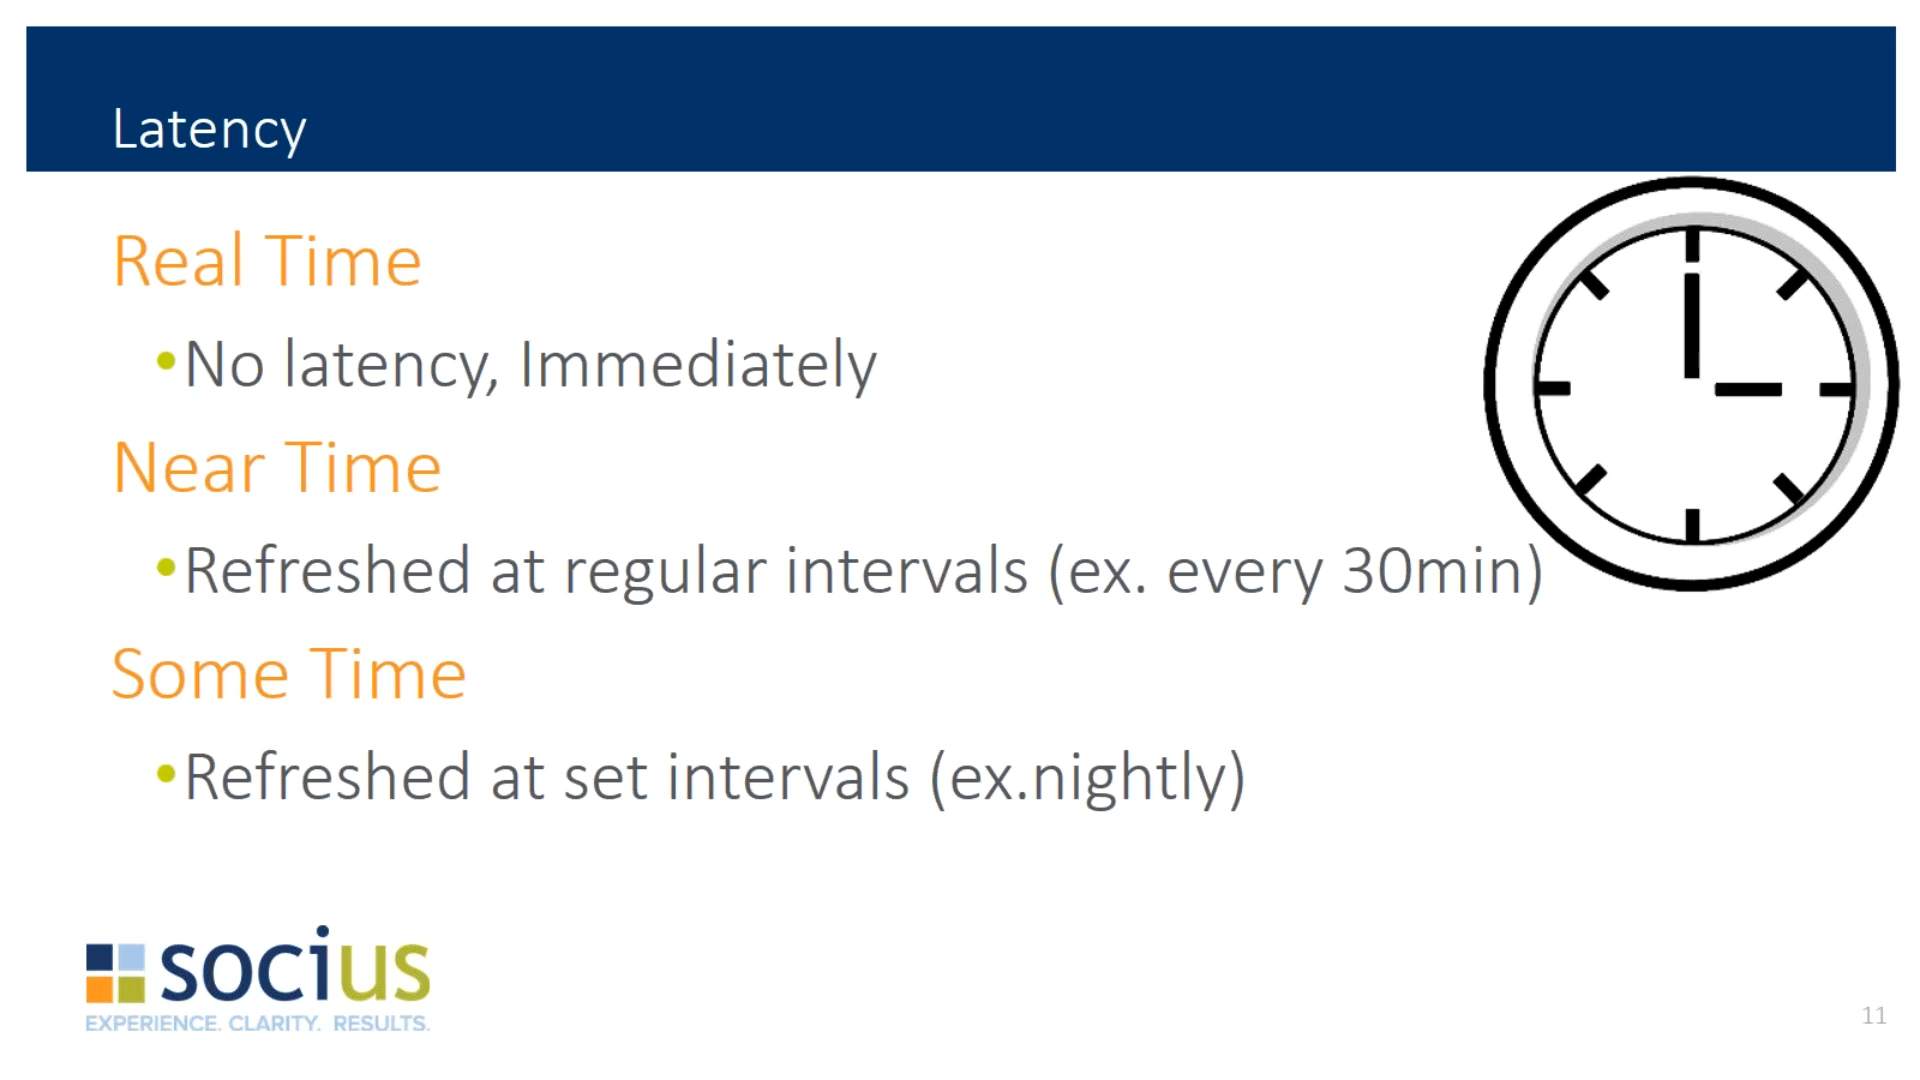 Latency
Real Time
•No latency, Immediately
Near Time
•Refreshed at regular intervals (ex. every 30min)
Some Time
•Refreshed at set intervals (ex.nightly)
socius
EXPERIENCE. CLARITY. RESULTS.
11